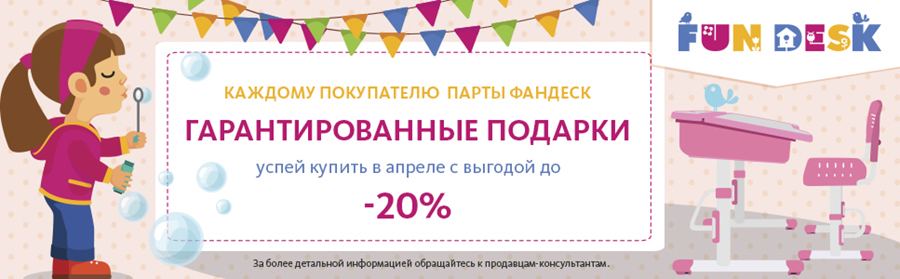 FUN DESK
КАЖДОМУ ПОКУПАТЕЛЮ ПАРТЫ ФАНДЕСК
ГАРАНТИРОВАННЫЕ ПОДАРКИ
успей купить в апреле с выгодой до
-20%
За более детальной информацией обращайтесь к продавцам-консультантам.